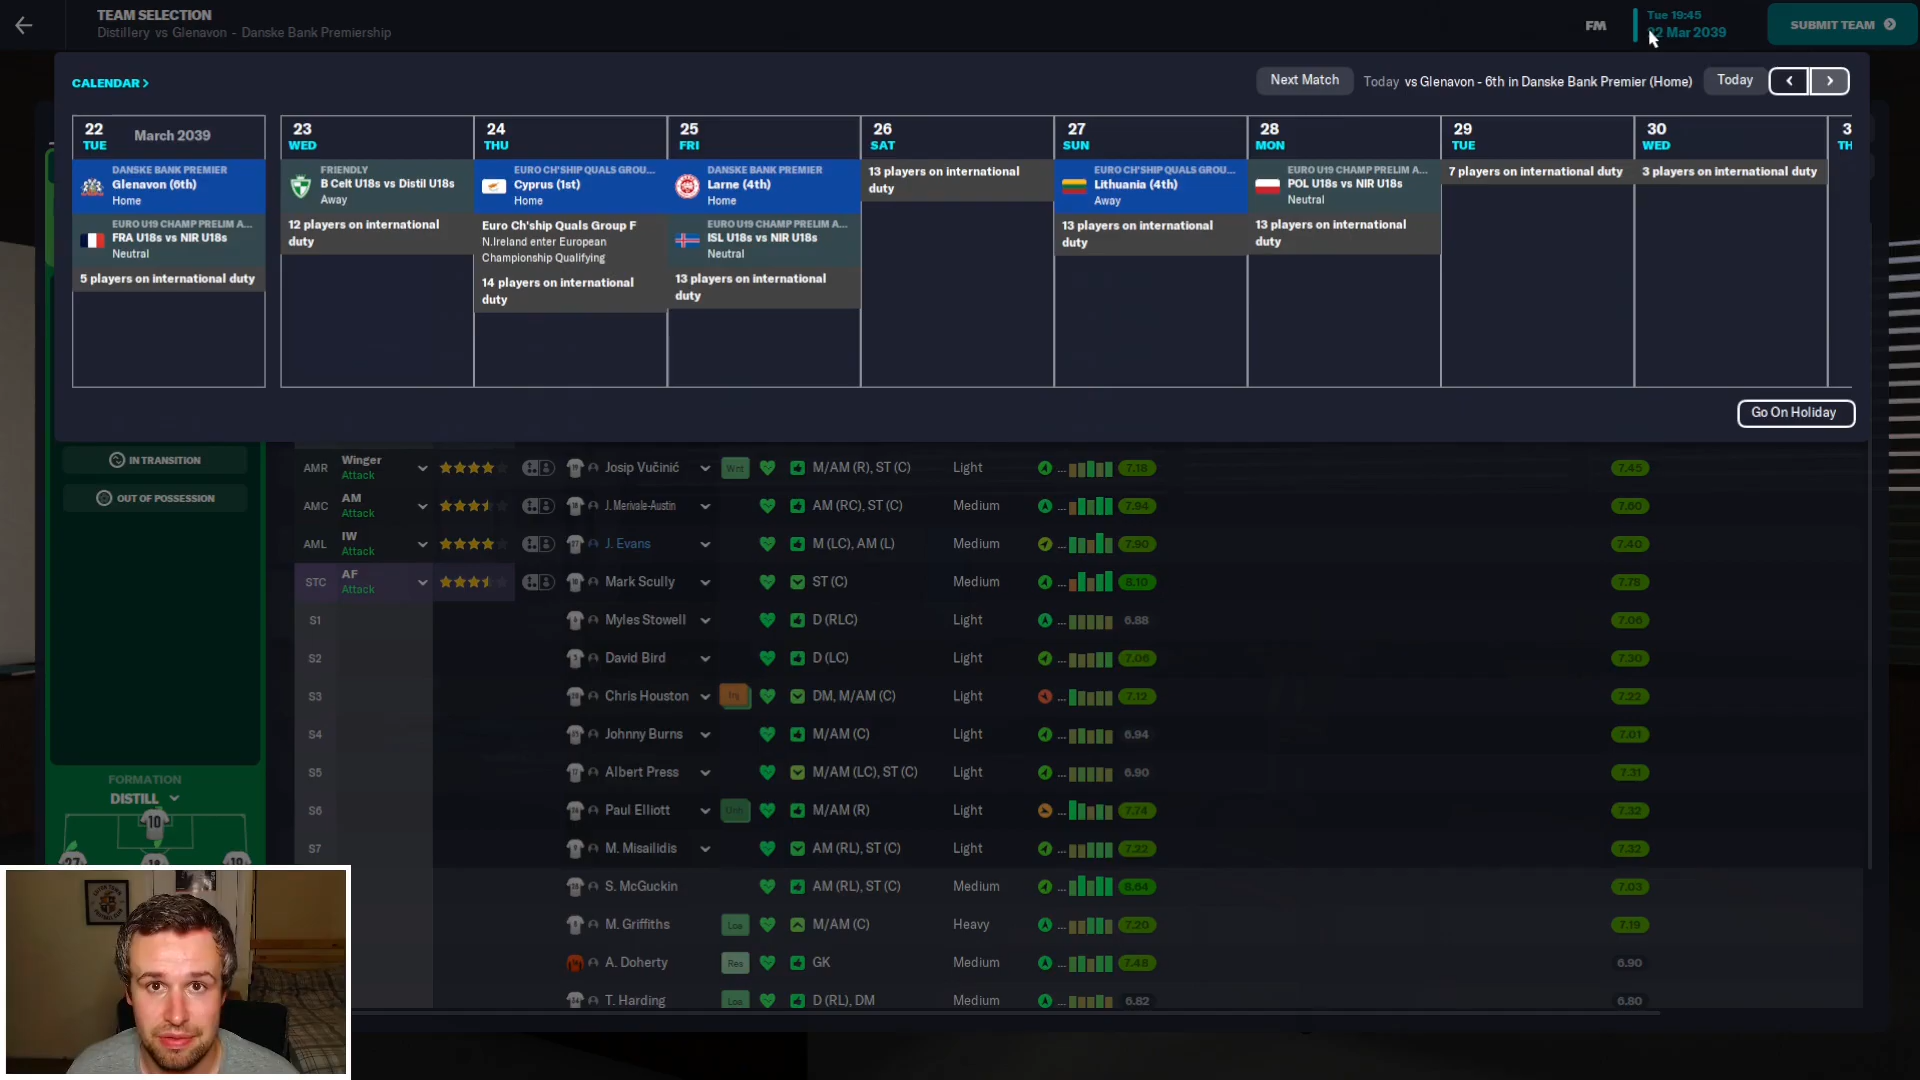 TEAM SELECTION
Distillery vs Glenavon - Danske Bank Premiership
FM
Tue 19:45
22 Mar 2039
SUBMIT TEAM
CALENDAR >
Next Match
Today vs Glenavon - 6th in Danske Bank Premier (Home)
Today
22 TUE March 2039
DANSKE BANK PREMIER
Glenavon (6th)
Home
EURO U19 CHAMP PRELIM A...
FRA U18s vs NIR U18s
Neutral
5 players on international duty
23 WED
FRIENDLY
B Celt U18s vs Distil U18s
Away
12 players on international
duty
24 THU
EURO CH'SHIP QUALS GROU...
Cyprus (1st)
Home
Euro Ch'ship Quals Group F
N.Ireland enter European
Championship Qualifying
14 players on international
duty
25 FRI
DANSKE BANK PREMIER
Larne (4th)
Home
EURO U19 CHAMP PRELIM A...
ISL U18s vs NIR U18s
Neutral
13 players on international
duty
26 SAT
13 players on international
duty
27 SUN
EURO CH'SHIP QUALS GROU...
Lithuania (4th)
Away
13 players on international
duty
28 MON
EURO U19 CHAMP PRELIM A...
POL U18s vs NIR U18s
Neutral
13 players on international
duty
29 TUE
7 players on international duty
30 WED
3 players on international duty
3
TH
Go On Holiday
IN TRANSITION
OUT OF POSSESSION
FORMATION
DISTILL
10
AMR Winger Attack Josip Vučinić Wnt M/AM (R), ST (C) Light ... 7.18 7.45
AMC AM Attack J. Merivale-Austin AM (RC), ST (C) Medium ... 7.94 7.60
AML IW Attack J. Evans M (LC), AM (L) Medium ... 7.90 7.40
STC AF Attack Mark Scully ST (C) Medium ... 8.10 7.78
S1 Myles Stowell D (RLC) Light ... 6.88 7.06
S2 David Bird D (LC) Light ... 7.06 7.30
S3 Chris Houston Inj DM, M/AM (C) Light ... 7.12 7.22
S4 Johnny Burns M/AM (C) Light ... 6.94 7.01
S5 Albert Press M/AM (LC), ST (C) Light ... 6.90 7.31
S6 Paul Elliott M/AM (R) Light ... 7.74 7.32
S7 M. Misailidis AM (RL), ST (C) Light ... 7.22 7.32
S. McGuckin AM (RL), ST (C) Medium ... 8.64 7.03
M. Griffiths Loa M/AM (C) Heavy ... 7.20 7.19
A. Doherty Res GK Medium ... 7.48 6.90
T. Harding Loa D (RL), DM Medium ... 6.82 6.80